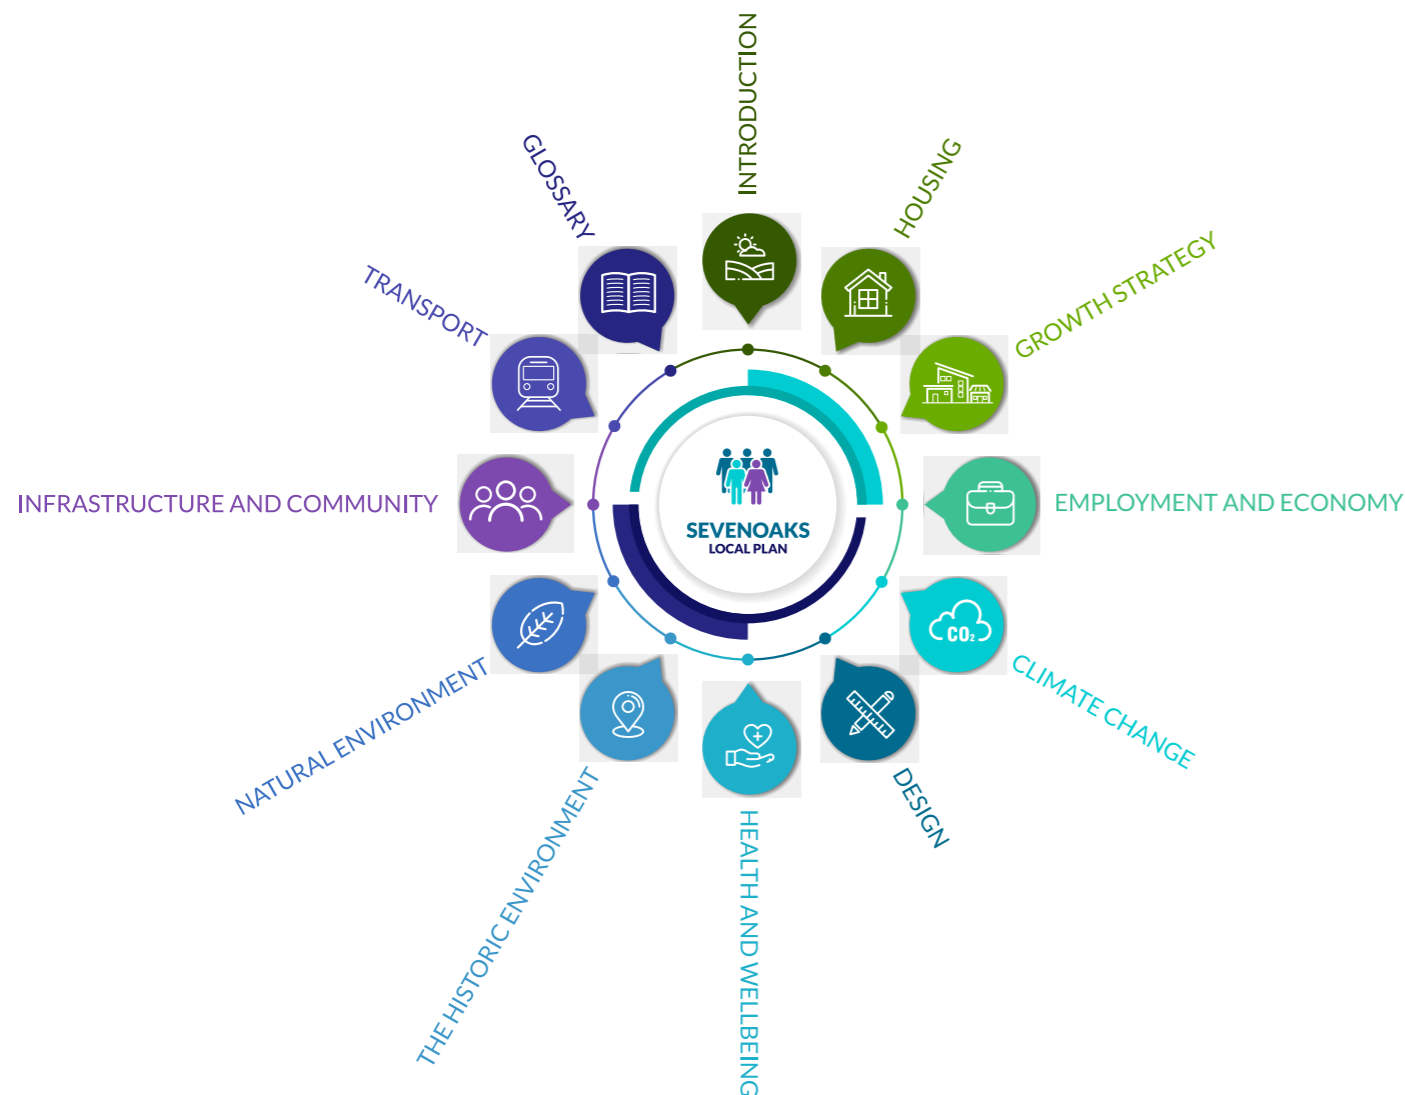 INTRODUCTION
HOUSING
GROWTH STRATEGY
EMPLOYMENT AND ECONOMY
CLIMATE CHANGE
CO₂
DESIGN
HEALTH AND WELLBEING
THE HISTORIC ENVIRONMENT
NATURAL ENVIRONMENT
INFRASTRUCTURE AND COMMUNITY
TRANSPORT
GLOSSARY
SEVENOAKS
LOCAL PLAN